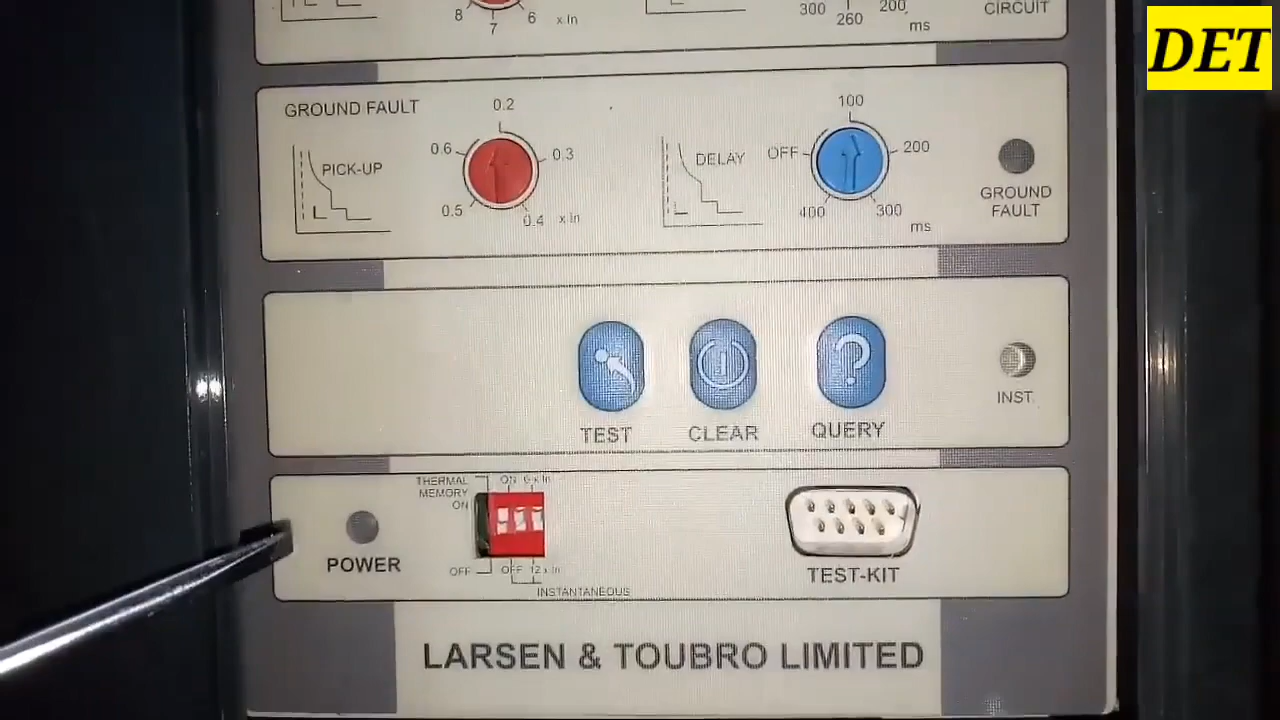 8 7 6 x In
300 260 200 ms
CIRCUIT
GROUND FAULT
PICK-UP
0.2
0.3
0.4 x In
0.5
0.6
DELAY
OFF
100
200
300
400
ms
GROUND
FAULT
TEST
CLEAR
QUERY
INST.
POWER
THERMAL
MEMORY
ON
OFF
ON 6 x In
OFF 12 x In
INSTANTANEOUS
TEST-KIT
LARSEN & TOUBRO LIMITED
DET